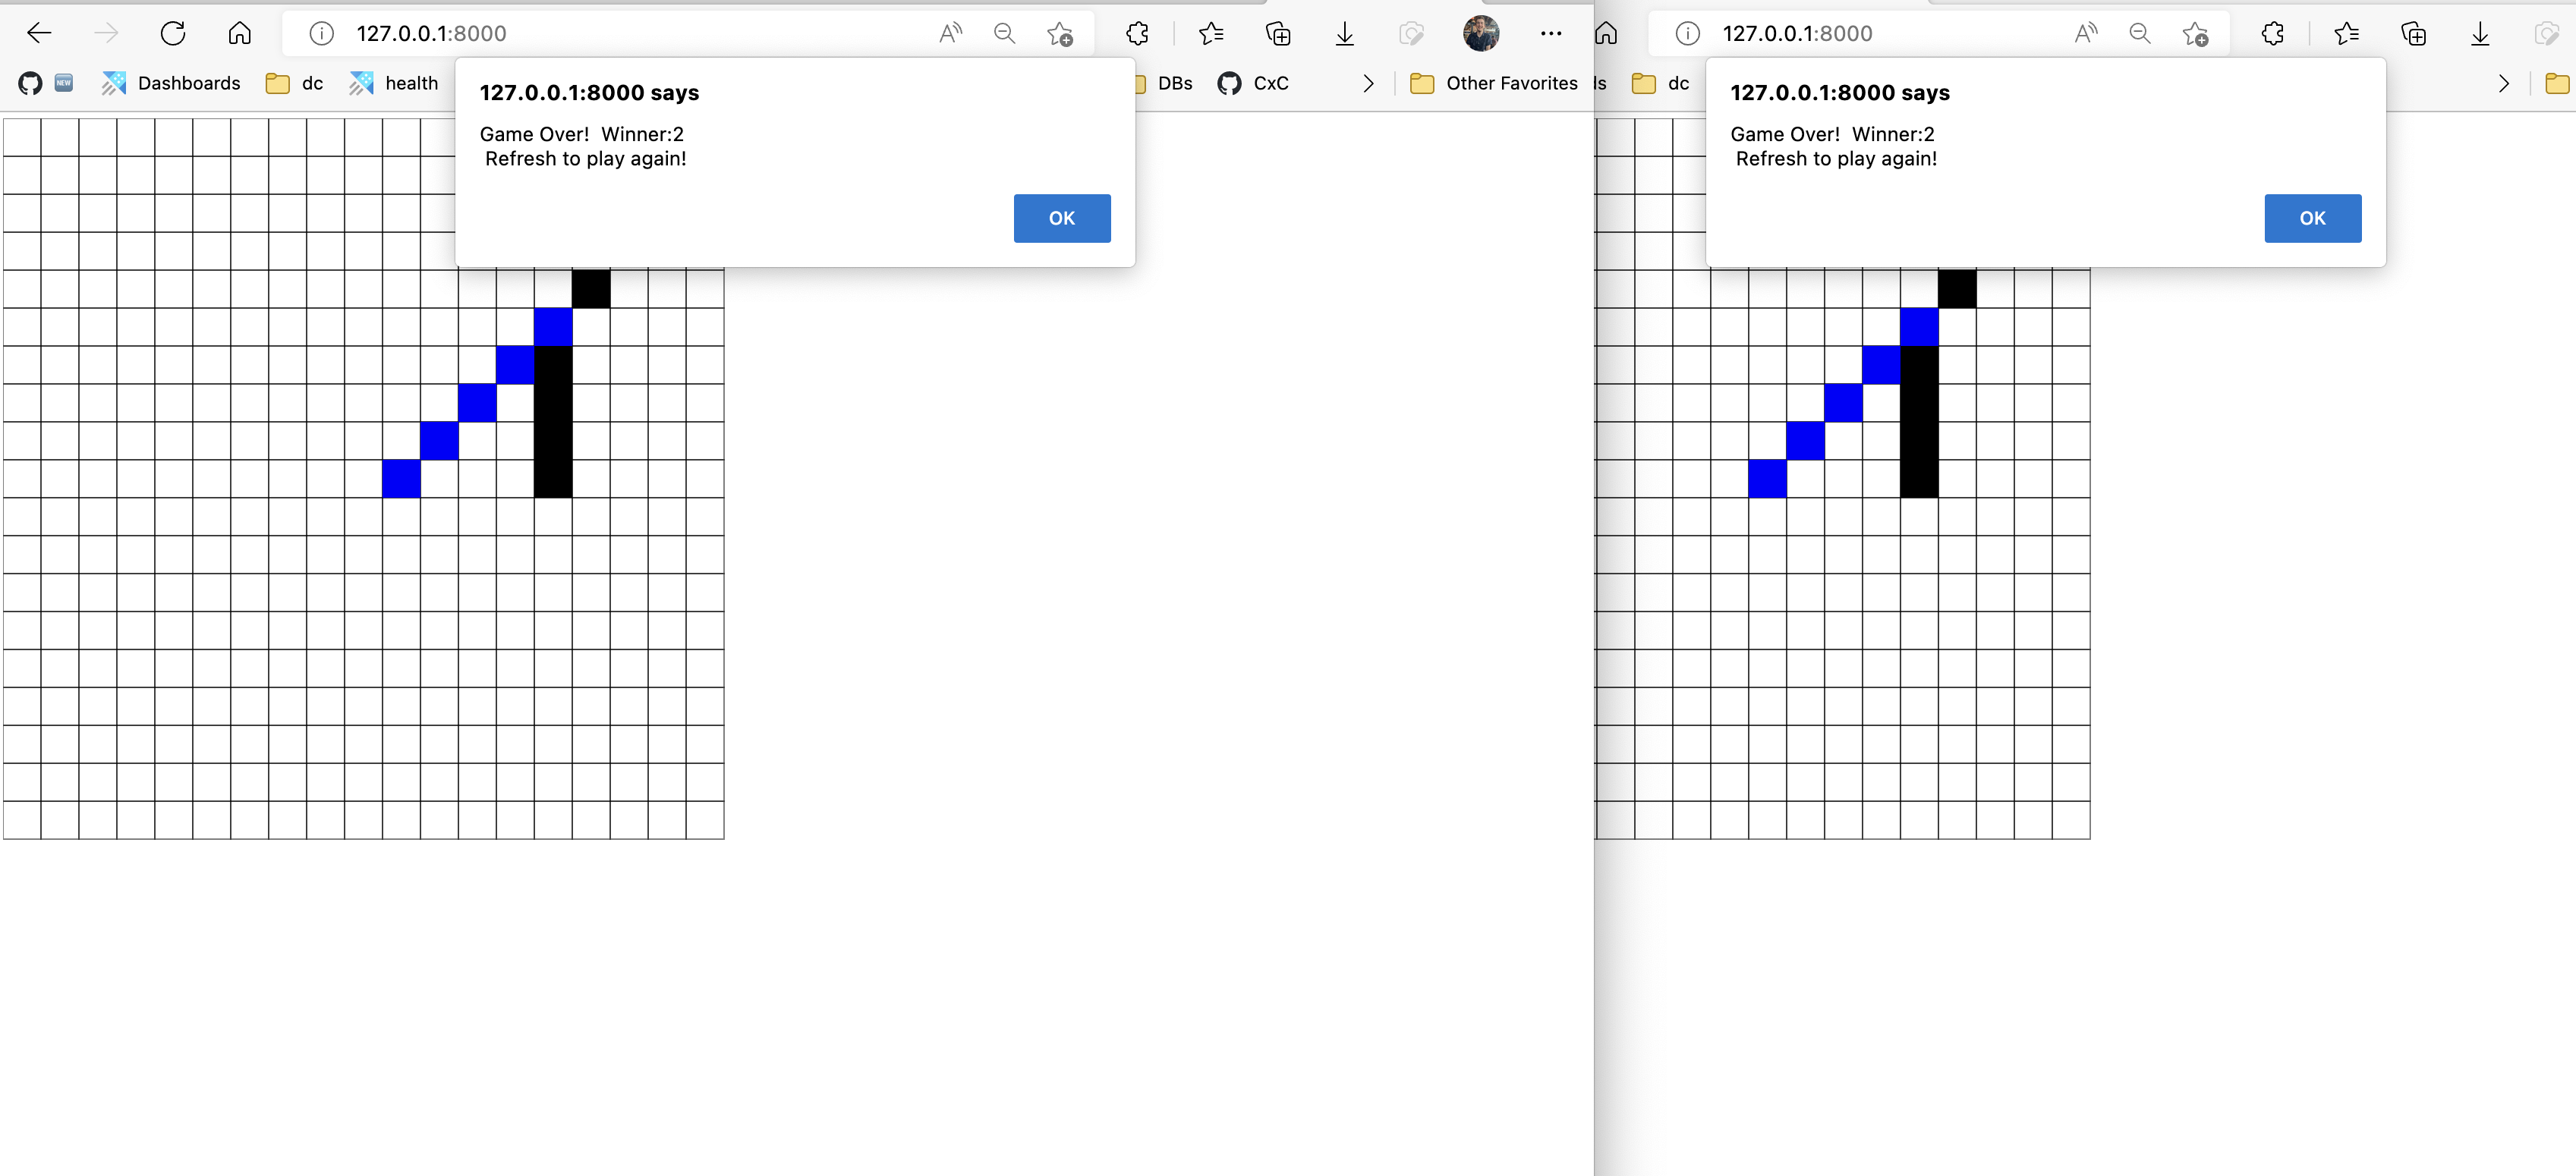 127.0.0.1:8000
NEW Dashboards dc health DBs CxC Other Favorites
127.0.0.1:8000 says
Game Over!  Winner:2
Refresh to play again!
OK
127.0.0.1:8000
ds dc
127.0.0.1:8000 says
Game Over!  Winner:2
Refresh to play again!
OK